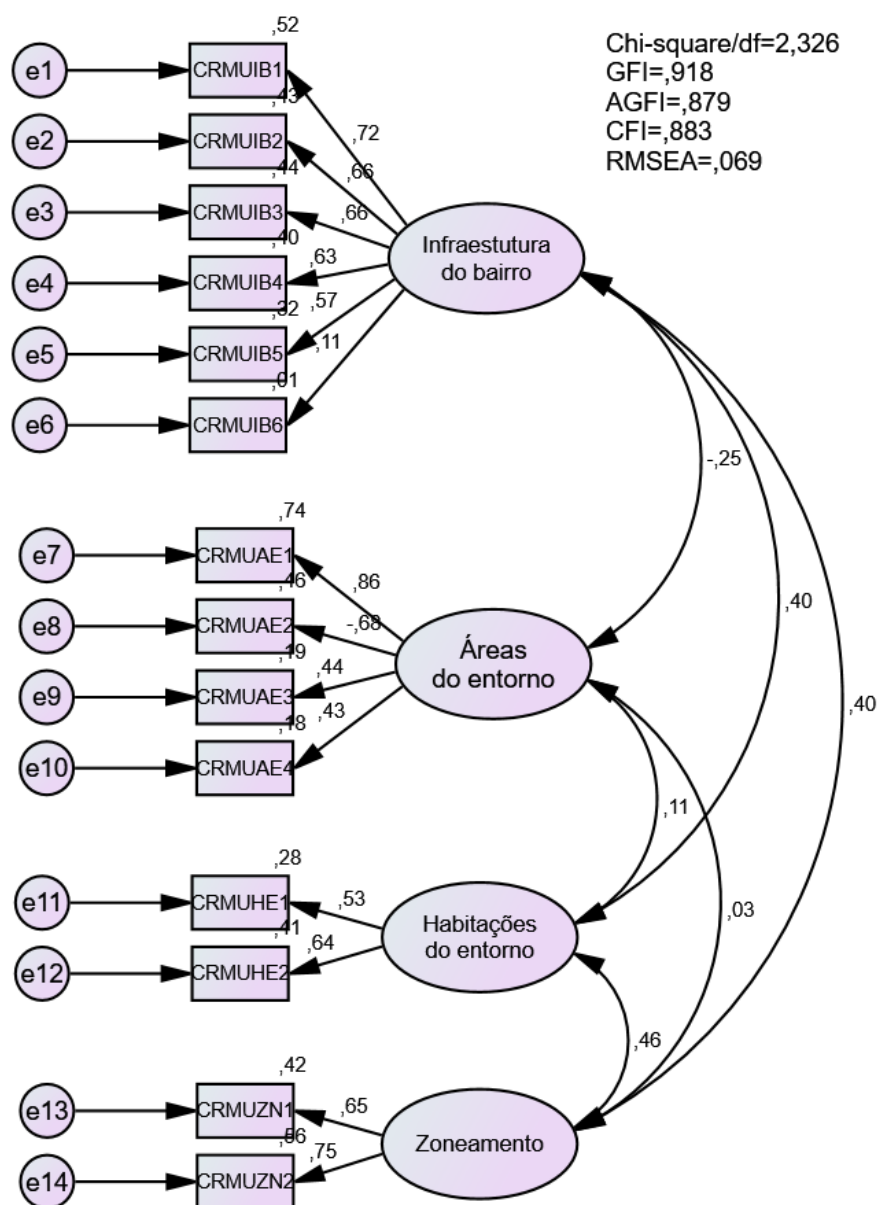 Chi-square/df=2,326
GFI=,918
AGFI=,879
CFI=,883
RMSEA=,069
,52
e1
CRMUIB1
,72
,43
e2
CRMUIB2
,66
,44
e3
CRMUIB3
,66
,40
e4
CRMUIB4
,63
,32
e5
CRMUIB5
,57
,01
e6
CRMUIB6
,11
Infraestutura
do bairro
-,25
,40
,40
,74
e7
CRMUAE1
,86
,46
e8
CRMUAE2
-,68
,19
e9
CRMUAE3
,44
,18
e10
CRMUAE4
,43
Áreas
do entorno
,11
,03
,28
e11
CRMUHE1
,53
,41
e12
CRMUHE2
,64
Habitações
do entorno
,46
,42
e13
CRMUZN1
,65
,56
e14
CRMUZN2
,75
Zoneamento